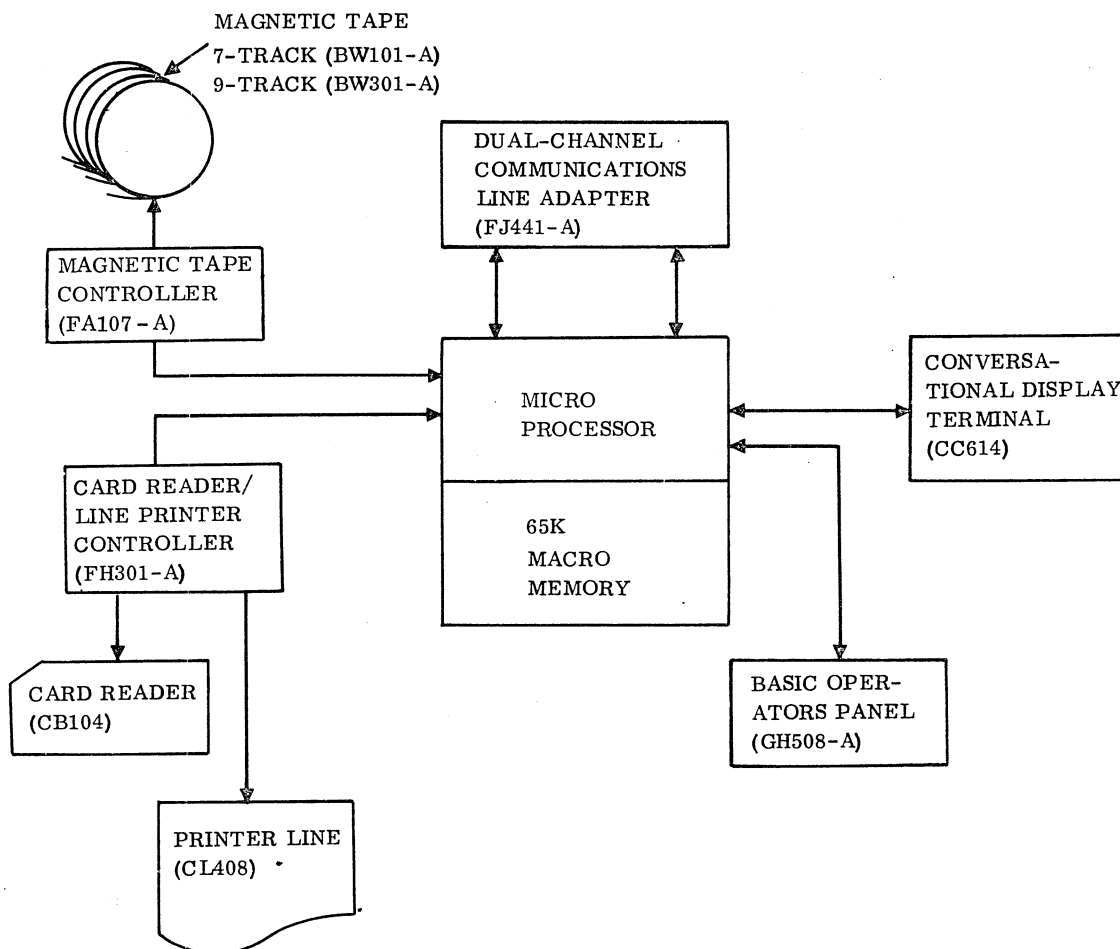 MAGNETIC TAPE
7-TRACK (BW101-A)
9-TRACK (BW301-A)
DUAL-CHANNEL
COMMUNICATIONS
LINE ADAPTER
(FJ441-A)
MAGNETIC TAPE
CONTROLLER
(FA107-A)
MICRO
PROCESSOR
CONVERSA-
TIONAL DISPLAY
TERMINAL
(CC614)
CARD READER/
LINE PRINTER
CONTROLLER
(FH301-A)
65K
MACRO
MEMORY
CARD READER
(CB104)
BASIC OPER-
ATORS PANEL
(GH508-A)
PRINTER LINE
(CL408)